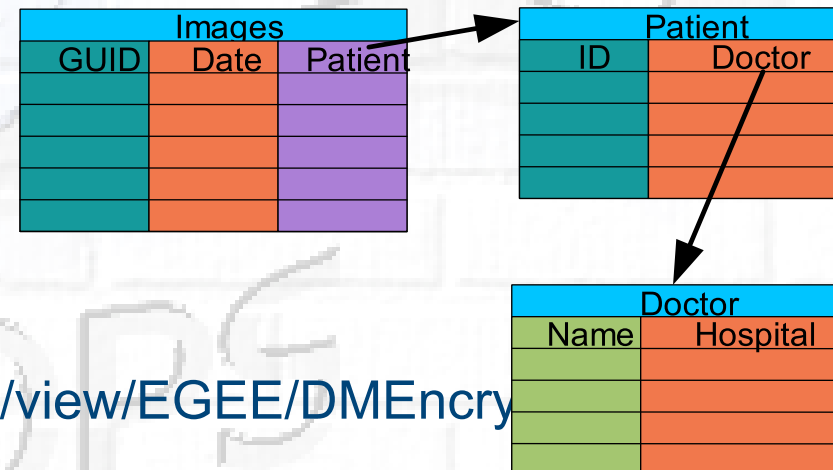 Images
GUID Date Patient
Patient
ID Doctor
Doctor
Name Hospital
/view/EGEE/DMEncry